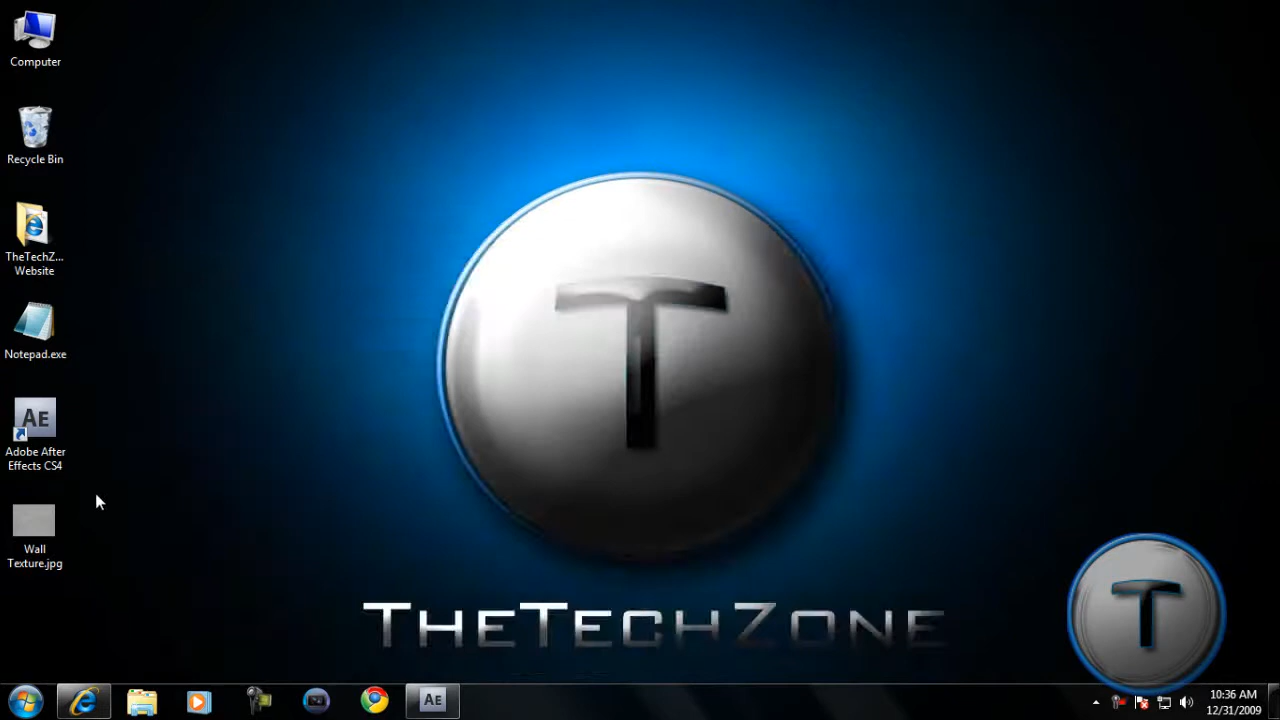 Computer
Recycle Bin
TheTechZ...
Website
Notepad.exe
AE
Adobe After
Effects CS4
Wall
Texture.jpg
T
THETECHZONE
T
AE
10:36 AM
12/31/2009